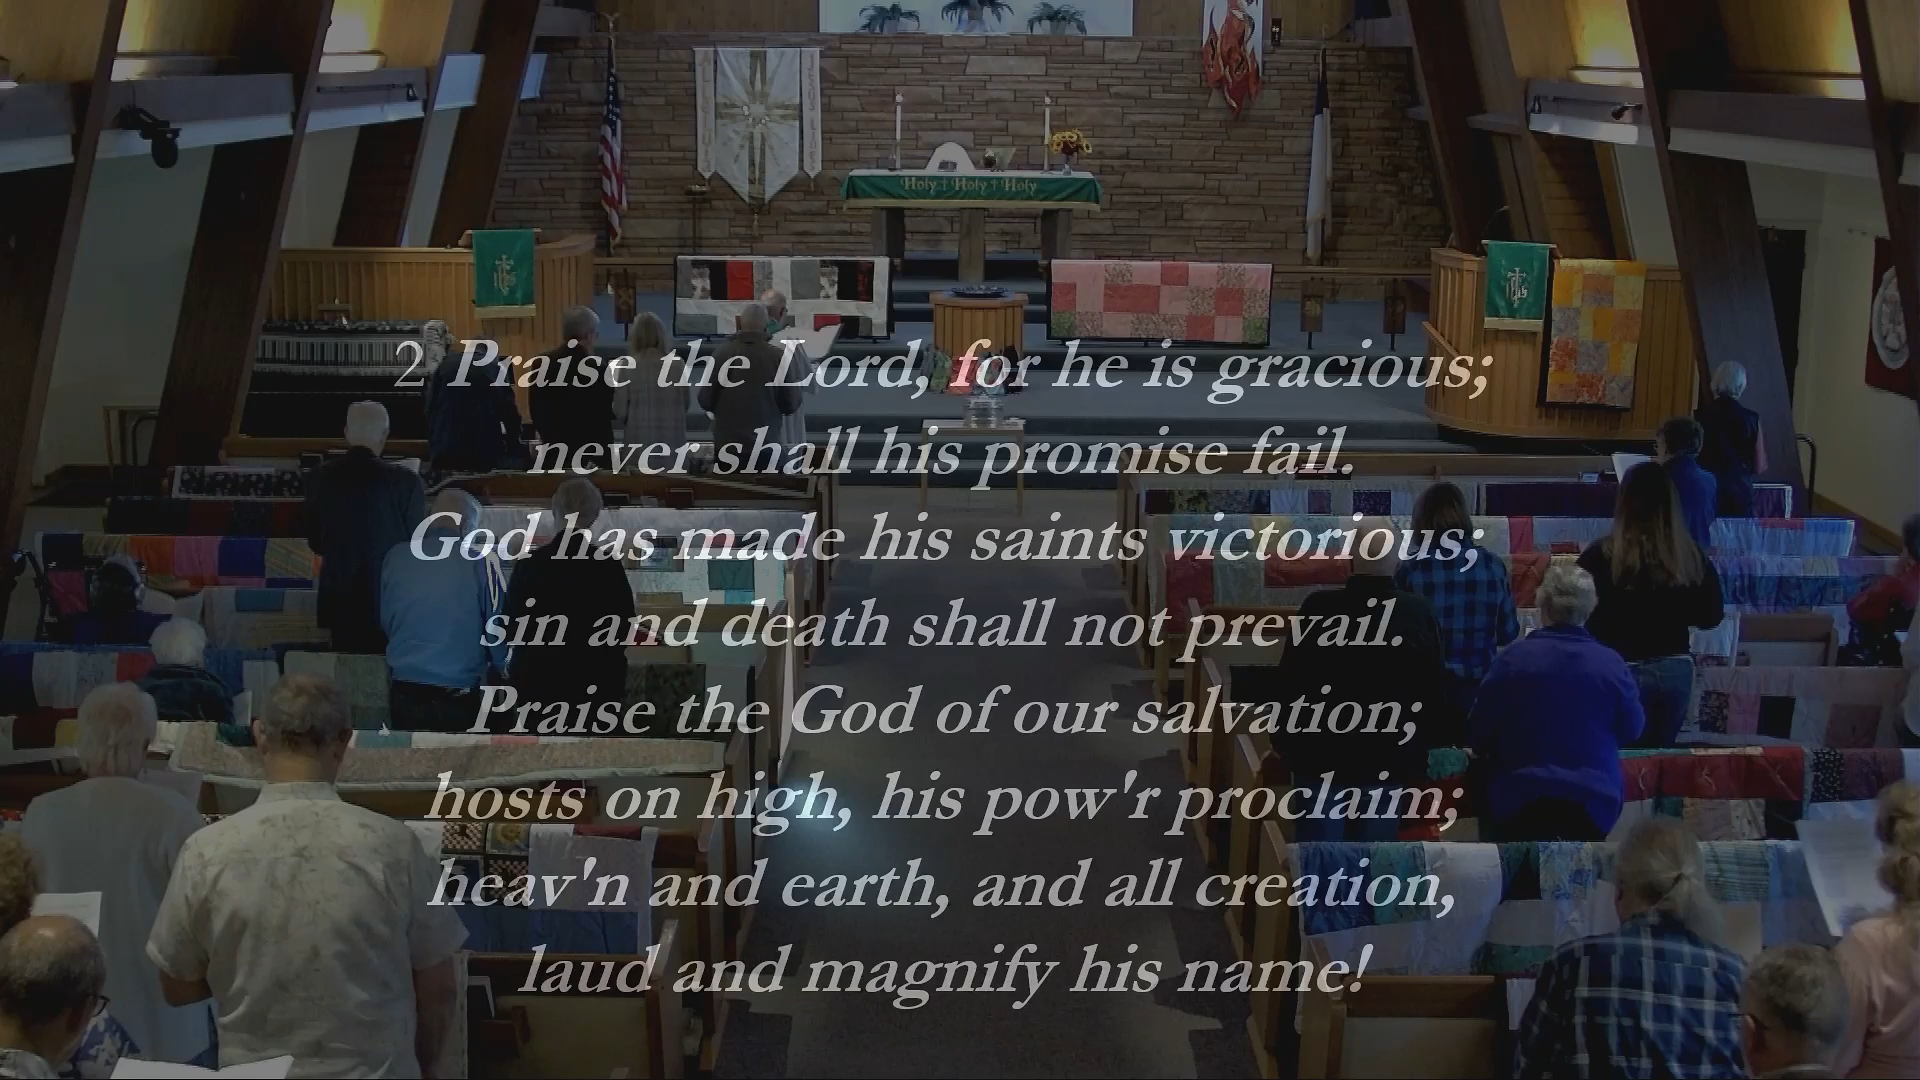 Holy † Holy † Holy
2 Praise the Lord, for he is gracious;
never shall his promise fail.
God has made his saints victorious;
sin and death shall not prevail.
Praise the God of our salvation;
hosts on high, his pow'r proclaim;
heav'n and earth, and all creation,
laud and magnify his name!